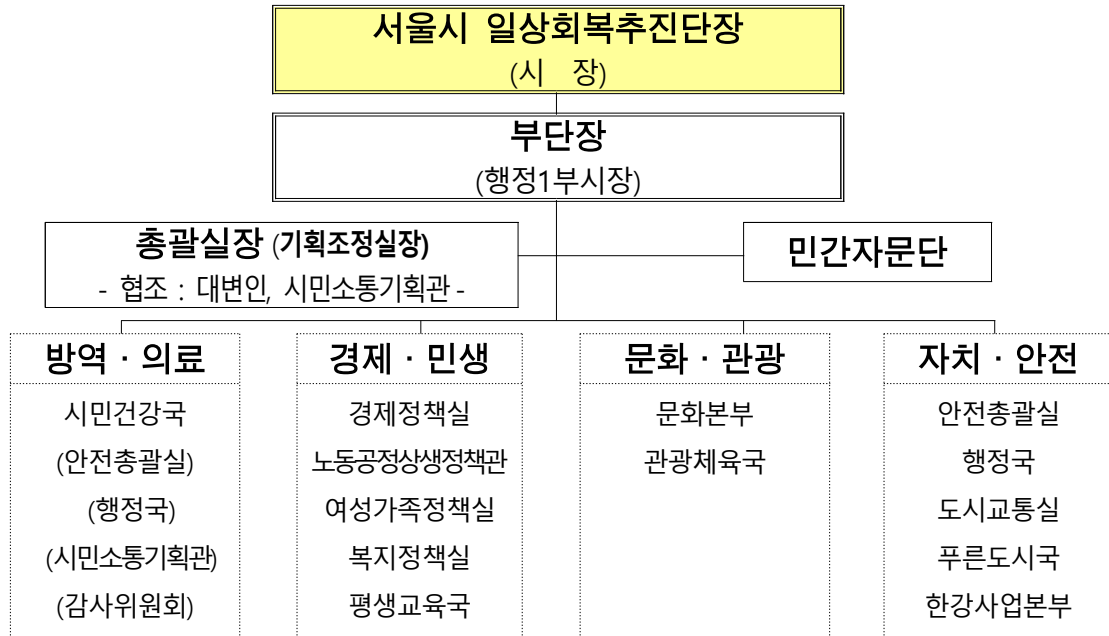 서울시 일상회복추진단장
(시 장)
부단장
(행정1부시장)
총괄실장 (기획조정실장)
- 협조 : 대변인, 시민소통기획관 -
민간자문단
방역 · 의료
시민건강국
(안전총괄실)
(행정국)
(시민소통기획관)
(감사위원회)
경제 · 민생
경제정책실
노동공정상생정책관
여성가족정책실
복지정책실
평생교육국
문화 · 관광
문화본부
관광체육국
자치 · 안전
안전총괄실
행정국
도시교통실
푸른도시국
한강사업본부